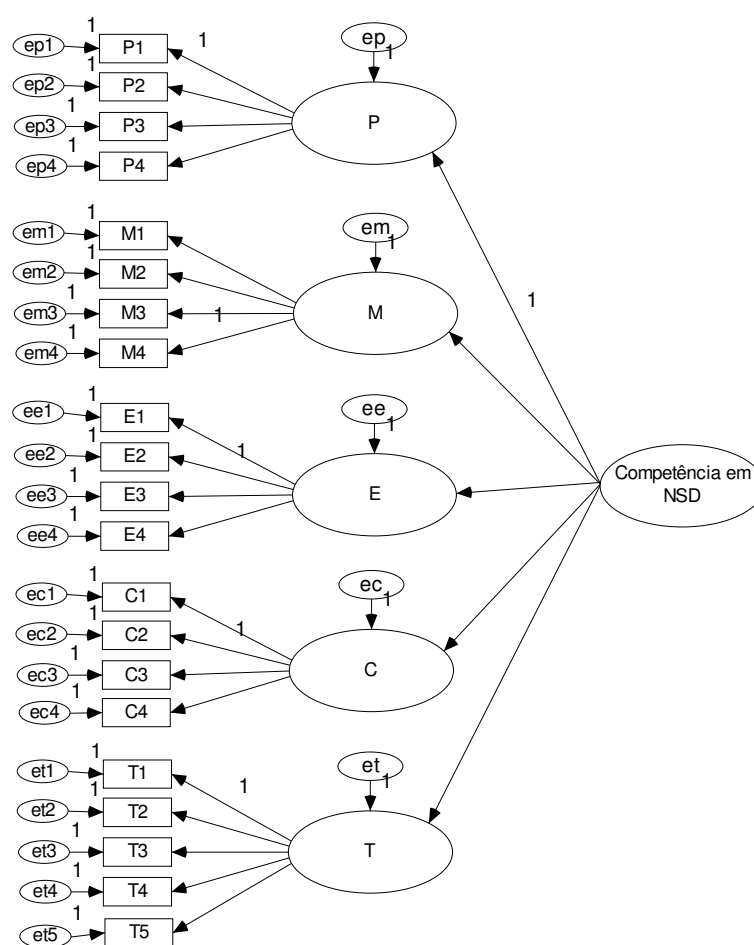 1
1
ep
1
ep1
P1
1
ep2
P2
1
ep3
P3
1
ep4
P4
P
1
em1
M1
1
em2
M2
1
em3
M3
1
em4
M4
1
em
1
M
1
1
ee1
E1
1
ee2
E2
1
ee3
E3
1
ee4
E4
1
ee
1
E
Competência em
NSD
1
ec1
C1
1
ec2
C2
1
ec3
C3
1
ec4
C4
1
ec
1
C
1
et1
T1
1
et2
T2
1
et3
T3
1
et4
T4
1
et5
T5
1
et
1
T